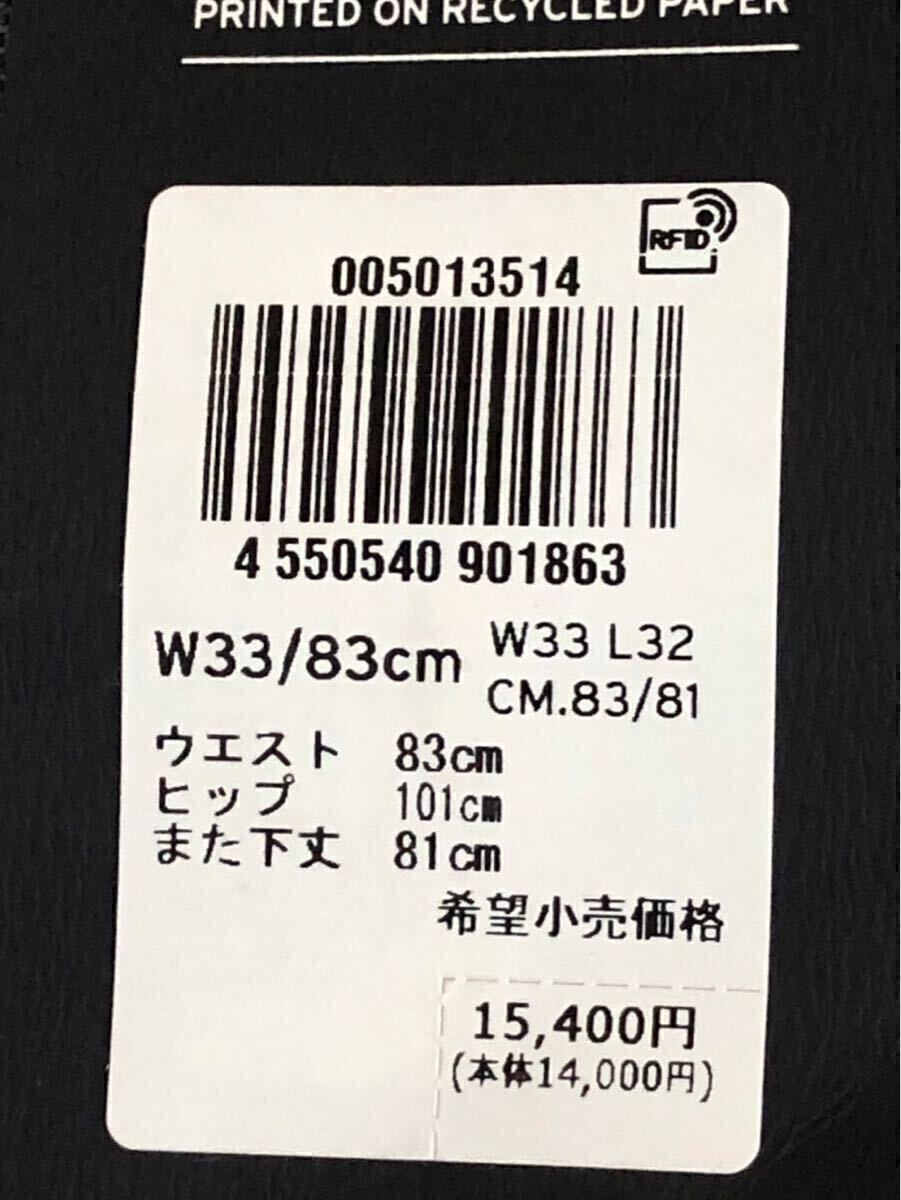 PRINTED ON RECYCLED PAPER
RFID
005013514
4 550540 901863
W33/83cm
W33 L32
CM.83/81
ウエスト 83cm
ヒップ 101cm
また下丈 81cm
希望小売価格
15,400円
(本体14,000円)